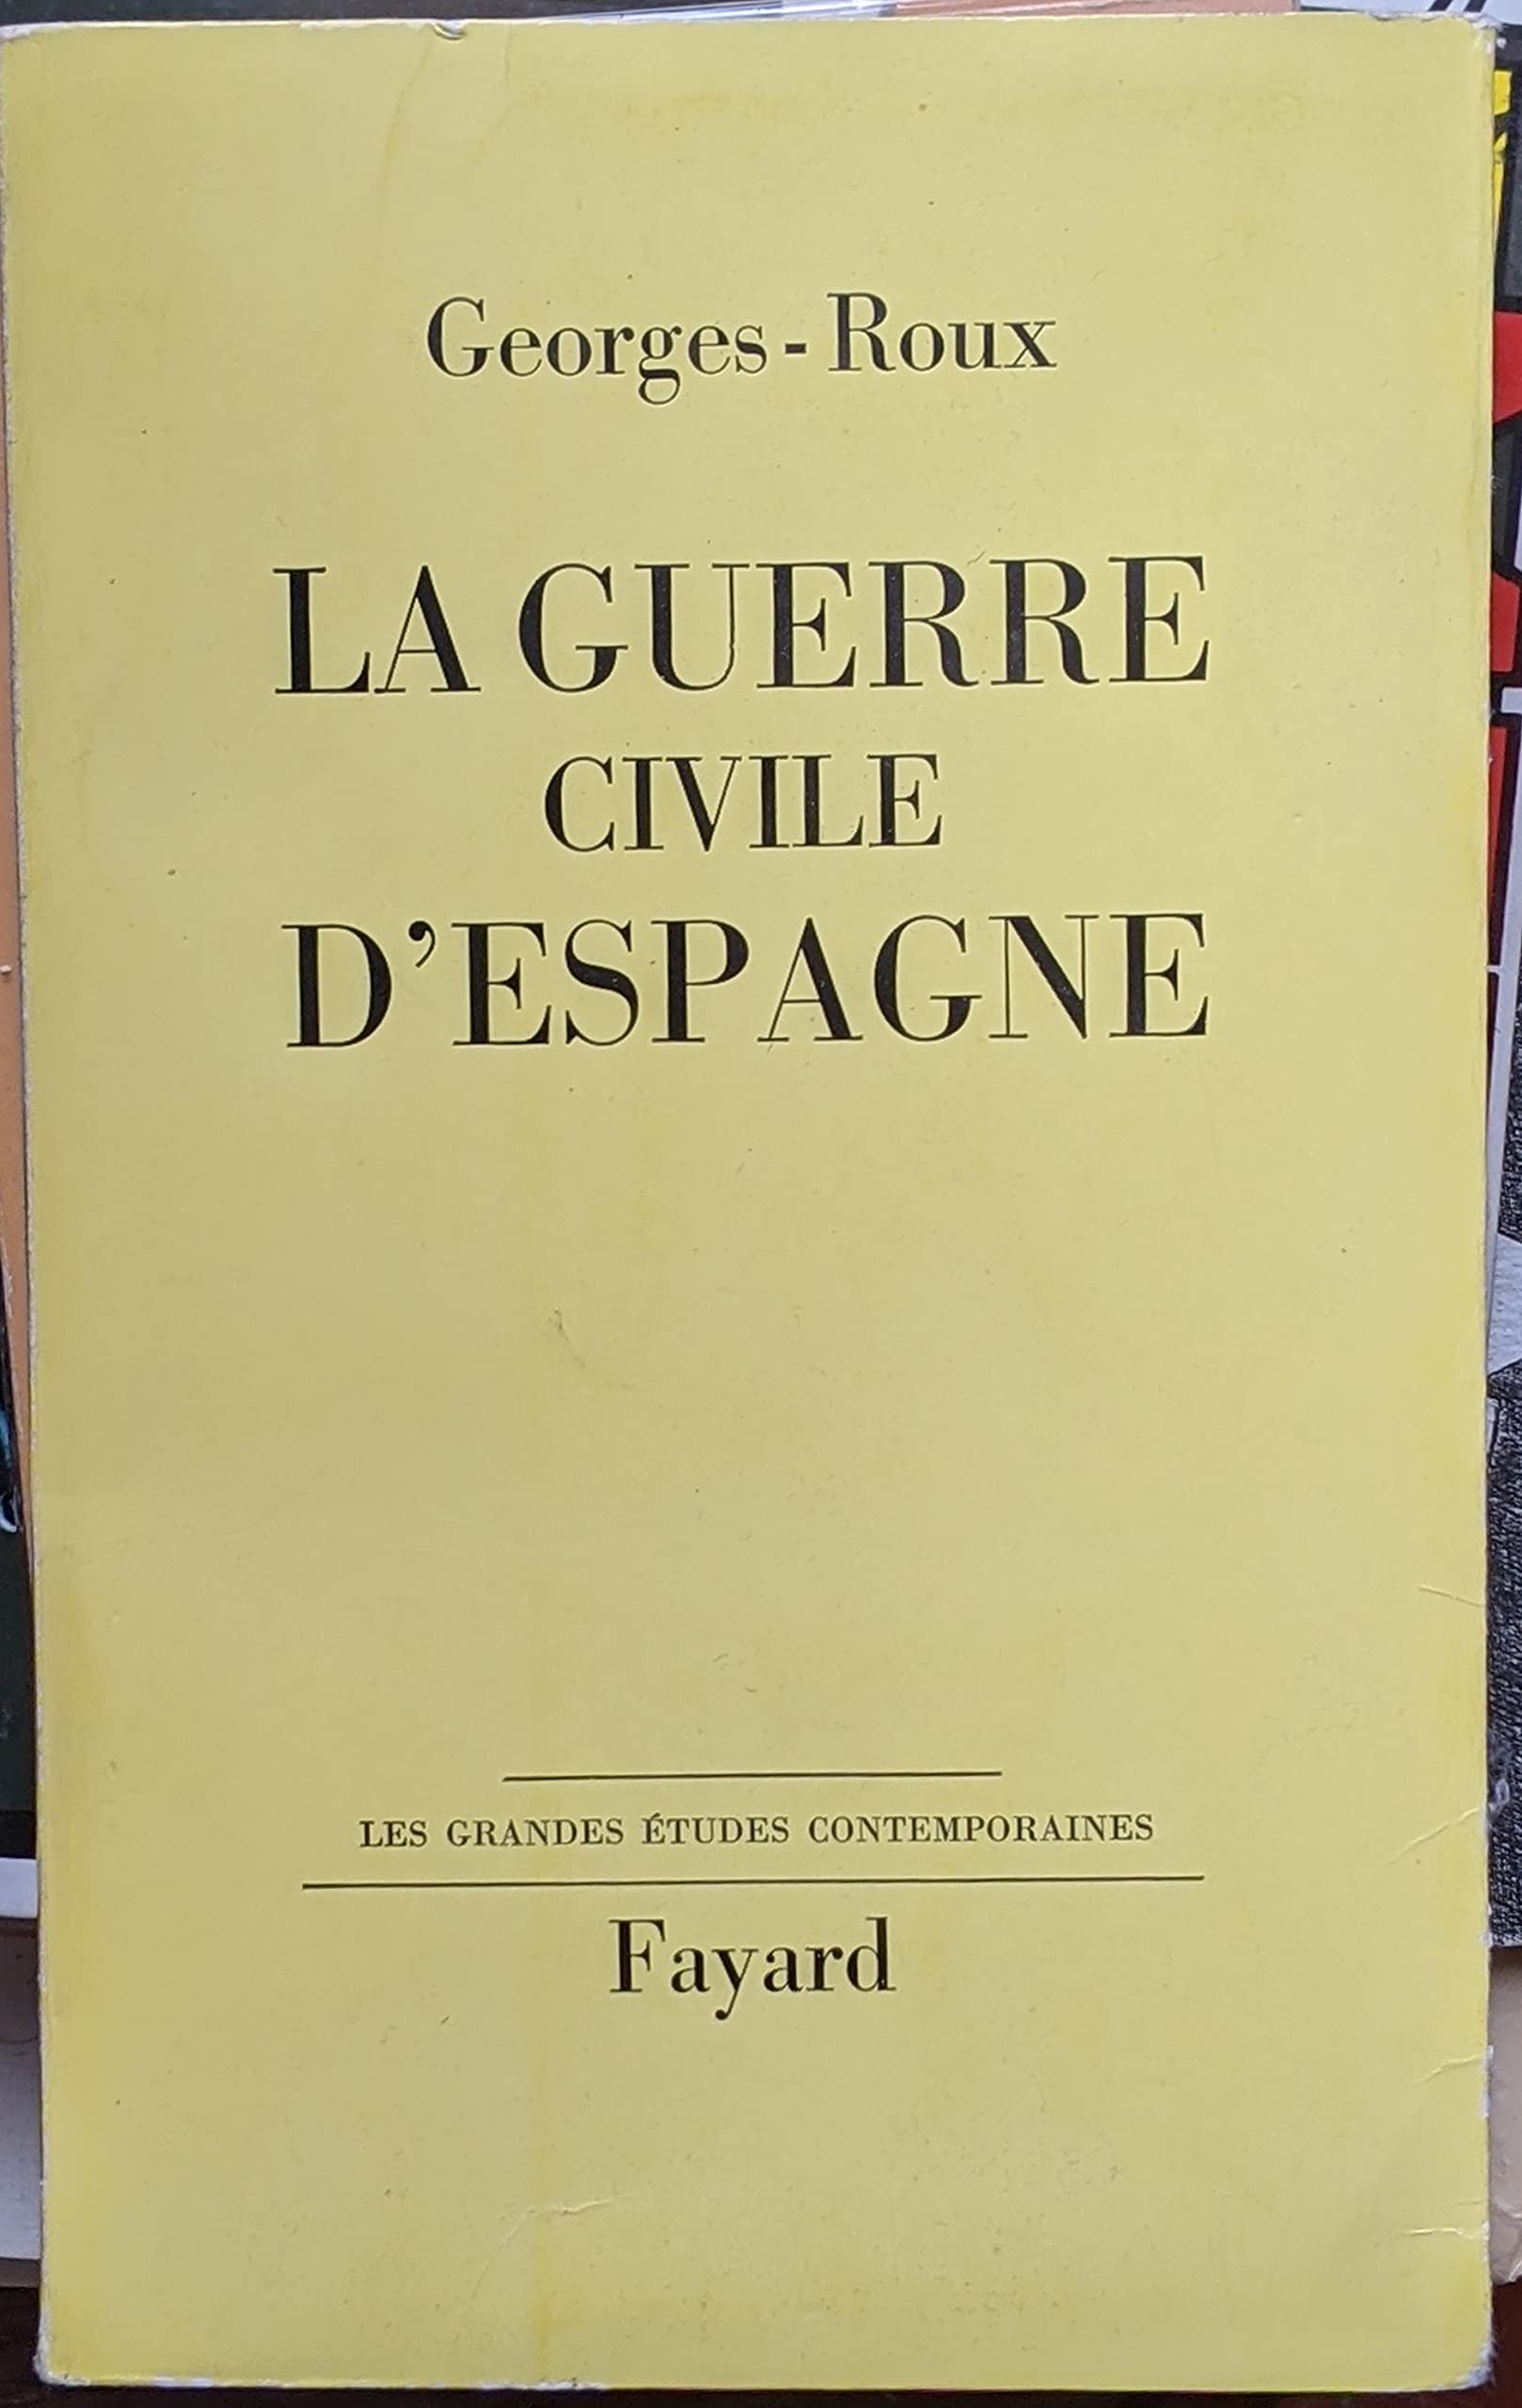 Georges-Roux
LA GUERRE
CIVILE
D'ESPAGNE
LES GRANDES ÉTUDES CONTEMPORAINES
Fayard